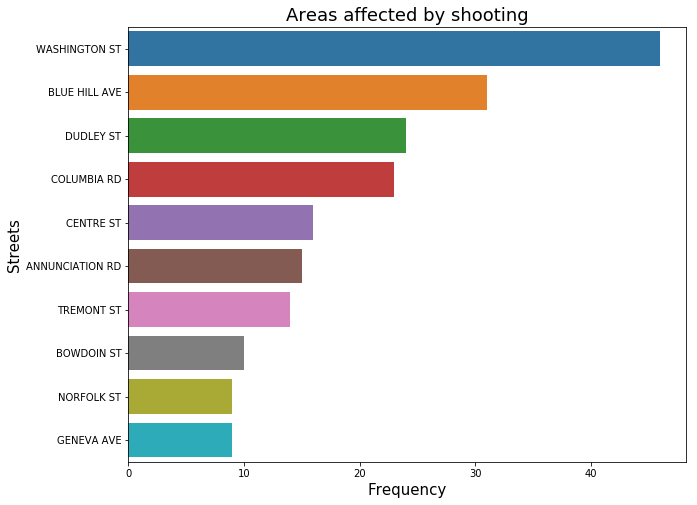 Areas affected by shooting
WASHINGTON ST
BLUE HILL AVE
DUDLEY ST
COLUMBIA RD
CENTRE ST
ANNUNCIATION RD
TREMONT ST
BOWDOIN ST
NORFOLK ST
GENEVA AVE
Streets
0 10 20 30 40
Frequency